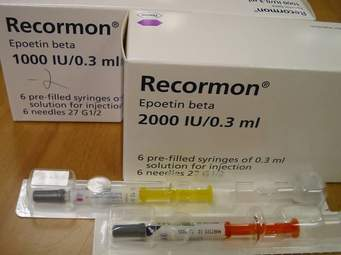 Recormon®
Epoetin beta
1000 IU/0.3 ml
-2
6 pre-filled syringes
solution for injection
6 needles 27 G1/2
Roche
Recormon®
Epoetin beta
2000 IU/0.3 ml
6 pre-filled syringes of 0.3 ml
solution for injection
6 needles 27 G1/2